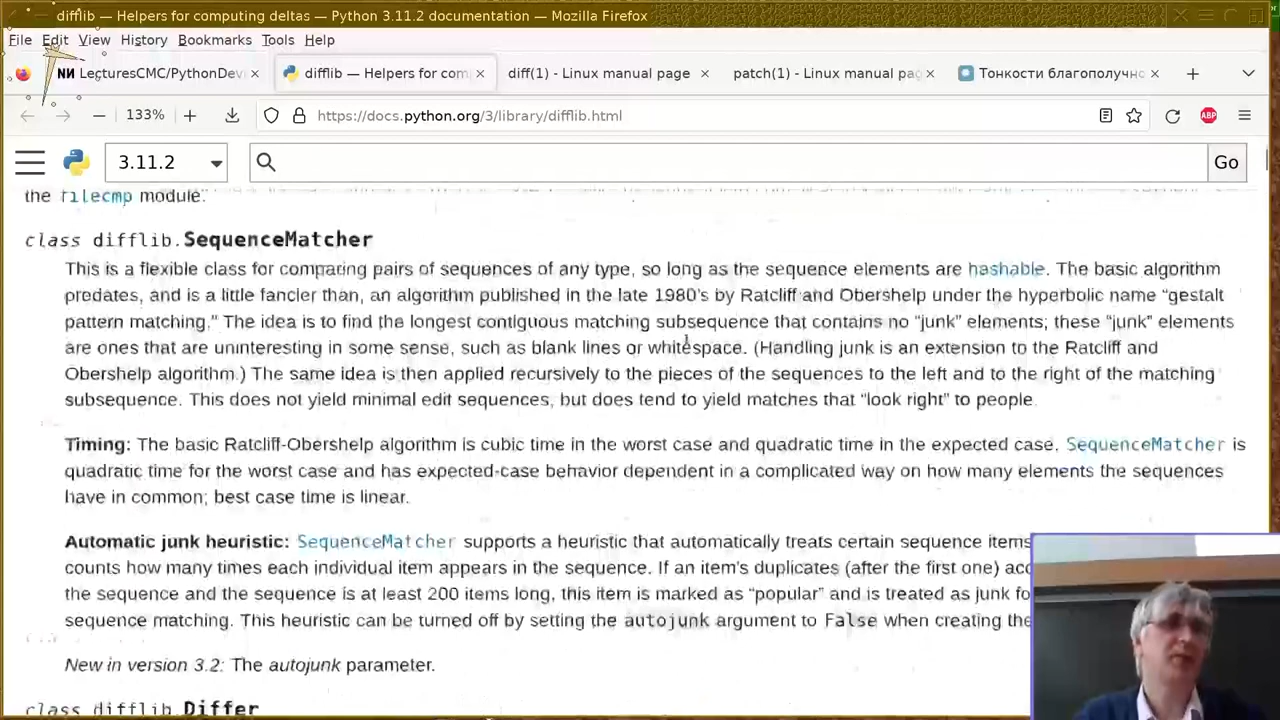 difflib — Helpers for computing deltas — Python 3.11.2 documentation — Mozilla Firefox
File Edit View History Bookmarks Tools Help
LecturesCMC/PythonDev
difflib — Helpers for com
diff(1) - Linux manual page
patch(1) - Linux manual pag
Тонкости благополучно
133%
https://docs.python.org/3/library/difflib.html
3.11.2
Go
the filecmp module.
class difflib.SequenceMatcher
This is a flexible class for comparing pairs of sequences of any type, so long as the sequence elements are hashable. The basic algorithm
predates, and is a little fancier than, an algorithm published in the late 1980's by Ratcliff and Obershelp under the hyperbolic name “gestalt
pattern matching.” The idea is to find the longest contiguous matching subsequence that contains no “junk” elements; these “junk” elements
are ones that are uninteresting in some sense, such as blank lines or whitespace. (Handling junk is an extension to the Ratcliff and
Obershelp algorithm.) The same idea is then applied recursively to the pieces of the sequences to the left and to the right of the matching
subsequence. This does not yield minimal edit sequences, but does tend to yield matches that “look right” to people.
Timing: The basic Ratcliff-Obershelp algorithm is cubic time in the worst case and quadratic time in the expected case. SequenceMatcher is
quadratic time for the worst case and has expected-case behavior dependent in a complicated way on how many elements the sequences
have in common; best case time is linear.
Automatic junk heuristic: SequenceMatcher supports a heuristic that automatically treats certain sequence items
counts how many times each individual item appears in the sequence. If an item's duplicates (after the first one)
the sequence and the sequence is at least 200 items long, this item is marked as “popular” and is treated as junk
sequence matching. This heuristic can be turned off by setting the autojunk argument to False when creating the
New in version 3.2: The autojunk parameter.
class difflib.Differ